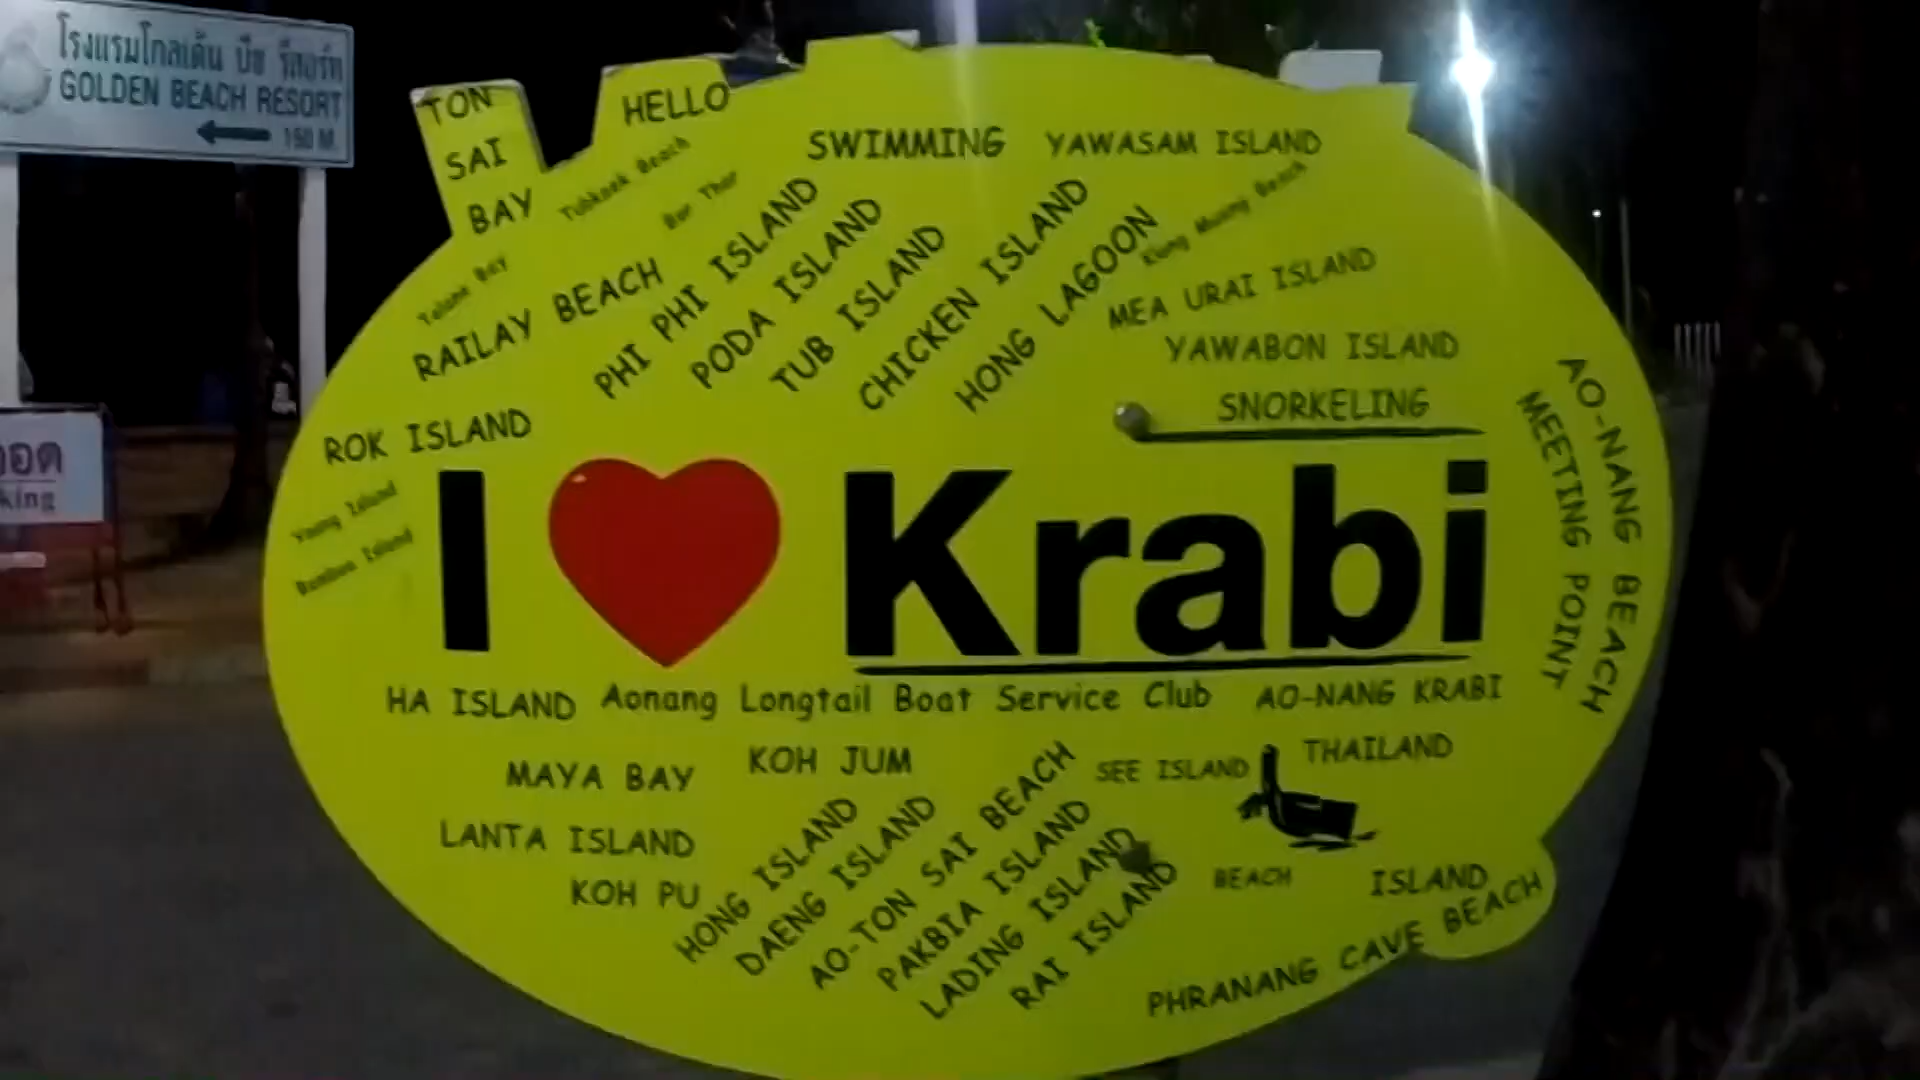 โรงแรมโกลเด้น บีช รีสอร์ท
GOLDEN BEACH RESORT
150 M.
TON
SAI
BAY
HELLO
SWIMMING
YAWASAM ISLAND
Tubkaek Beach
Bor Thor
Klong Muang Beach
RAILAY BEACH
PHI PHI ISLAND
PODA ISLAND
TUB ISLAND
CHICKEN ISLAND
HONG LAGOON
MEA URAI ISLAND
YAWABON ISLAND
SNORKELING
ROK ISLAND
Bamboo Island
I Krabi
AO-NANG BEACH
MEETING POINT
HA ISLAND
Aonang Longtail Boat Service Club
AO-NANG KRABI
THAILAND
MAYA BAY
KOH JUM
SEE ISLAND
LANTA ISLAND
KOH PU
HONG ISLAND
DAENG ISLAND
AO-TON SAI BEACH
PAKBIA ISLAND
LADING ISLAND
RAI ISLAND
BEACH
ISLAND
PHRANANG CAVE BEACH